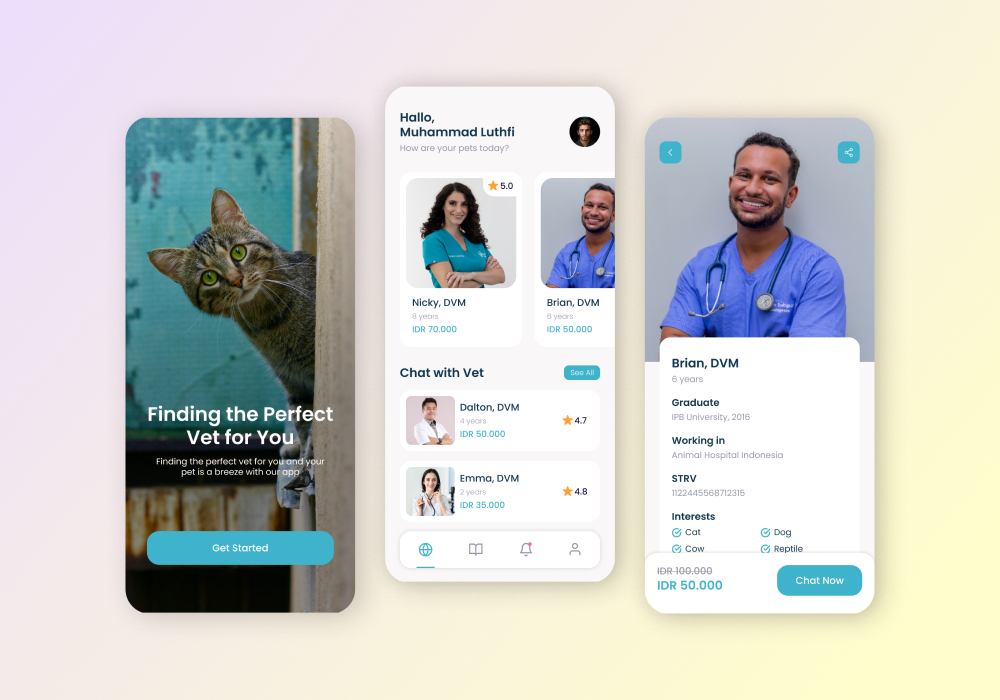 Finding the Perfect
Vet for You
Finding the perfect vet for you and your
pet is a breeze with our app
Get Started
Hallo,
Muhammad Luthfi
How are your pets today?
5.0
Nicky, DVM
8 years
IDR 70.000
Brian, DVM
6 years
IDR 50.000
Chat with Vet
See All
Dalton, DVM
4 years
IDR 50.000
4.7
Emma, DVM
2 years
IDR 35.000
4.8
Brian, DVM
6 years
Graduate
IPB University, 2016
Working in
Animal Hospital Indonesia
STRV
1122445568712315
Interests
Cat
Dog
Cow
Reptile
IDR 100.000
IDR 50.000
Chat Now